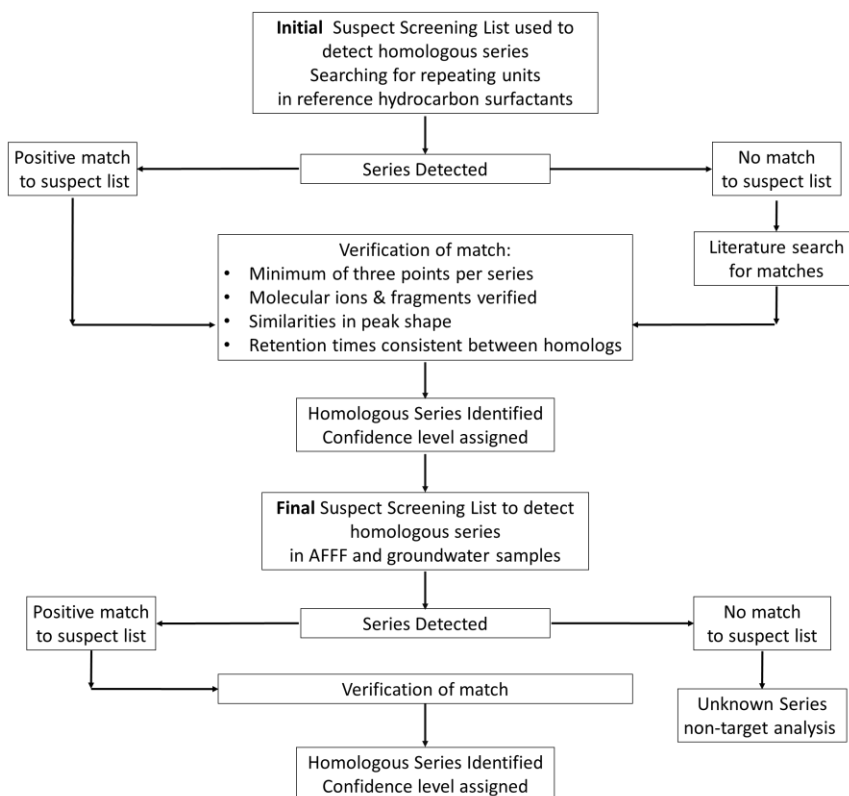 Initial Suspect Screening List used to
detect homologous series
Searching for repeating units
in reference hydrocarbon surfactants
Positive match
to suspect list
Series Detected
No match
to suspect list
Literature search
for matches
Verification of match:
• Minimum of three points per series
• Molecular ions & fragments verified
• Similarities in peak shape
• Retention times consistent between homologs
Homologous Series Identified
Confidence level assigned
Final Suspect Screening List to detect
homologous series
in AFFF and groundwater samples
Positive match
to suspect list
Series Detected
No match
to suspect list
Verification of match
Unknown Series
non-target analysis
Homologous Series Identified
Confidence level assigned